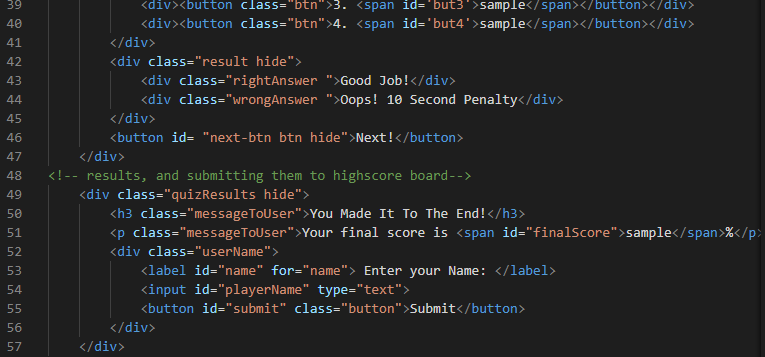 39 <div><button class="btn">3. <span id='but3'>sample</span></button></div>
40 <div><button class="btn">4. <span id='but4'>sample</span></button></div>
41 </div>
42 <div class="result hide">
43 <div class="rightAnswer ">Good Job!</div>
44 <div class="wrongAnswer ">Oops! 10 Second Penalty</div>
45 </div>
46 <button id= "next-btn btn hide">Next!</button>
47 </div>
48 <!-- results, and submitting them to highscore board-->
49 <div class="quizResults hide">
50 <h3 class="messageToUser">You Made It To The End!</h3>
51 <p class="messageToUser">Your final score is <span id="finalScore">sample</span>%</p>
52 <div class="userName">
53 <label id="name" for="name"> Enter your Name: </label>
54 <input id="playerName" type="text">
55 <button id="submit" class="button">Submit</button>
56 </div>
57 </div>